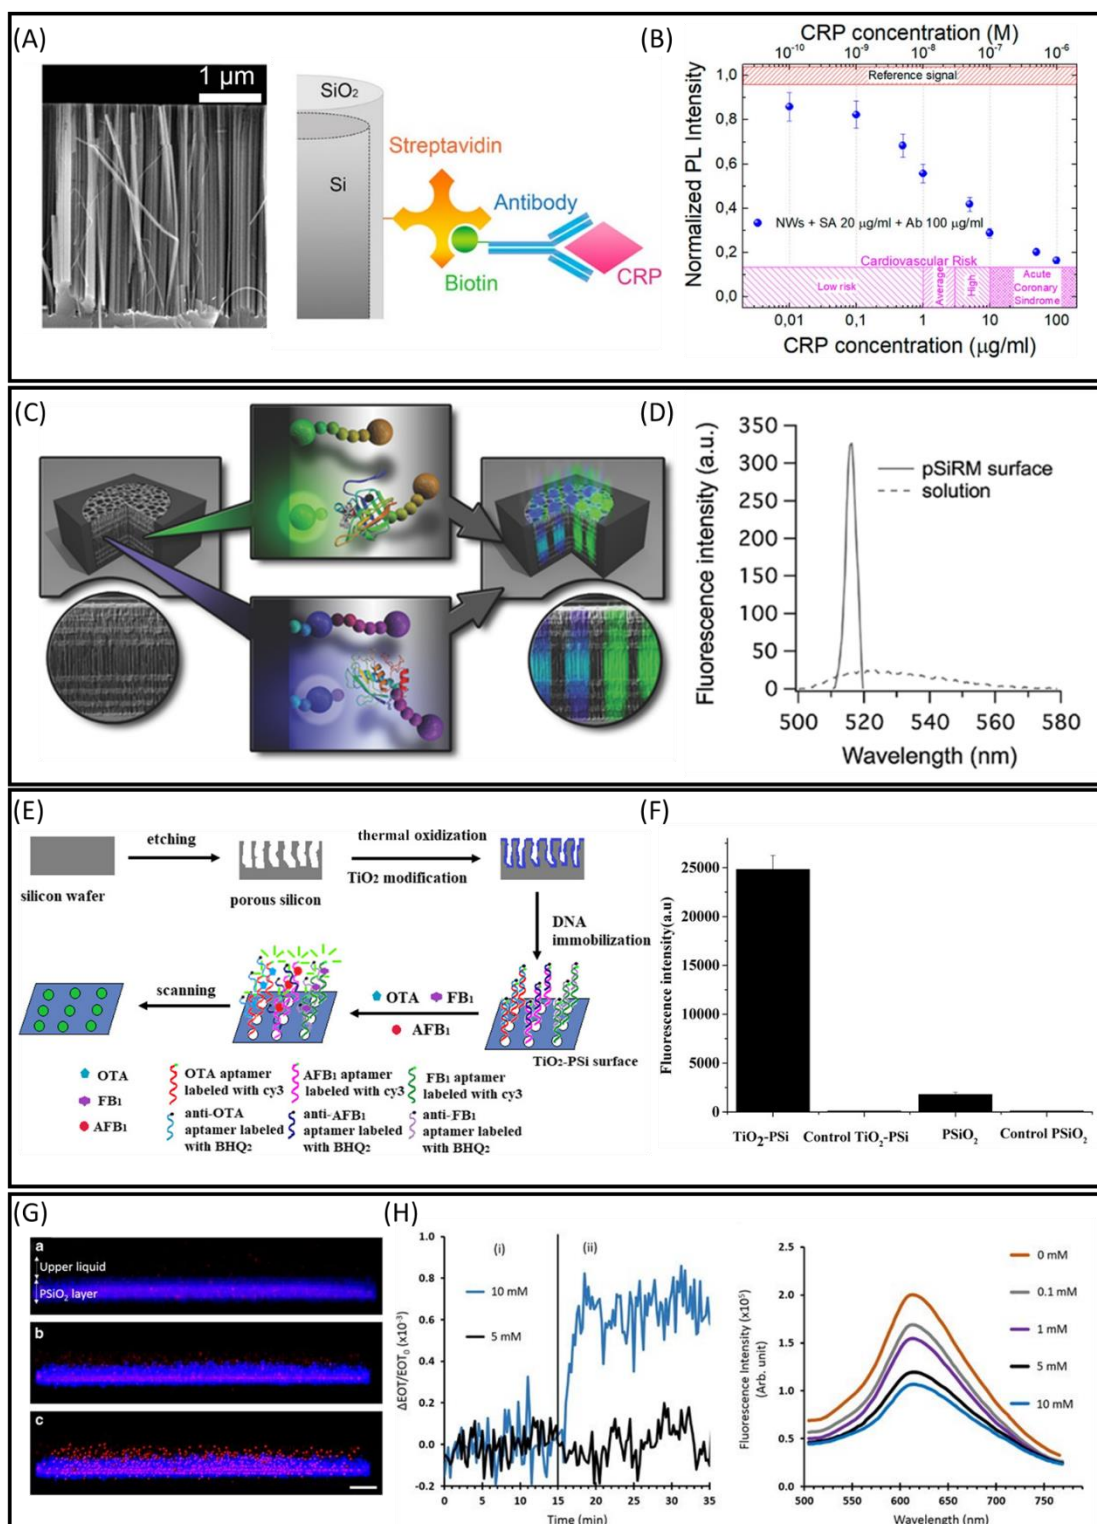 (A)
1 µm
SiO₂
Si
Streptavidin
Antibody
Biotin
CRP
(B)
CRP concentration (M)
10⁻¹⁰ 10⁻⁹ 10⁻⁸ 10⁻⁷ 10⁻⁶
Reference signal
Normalized PL Intensity
1,0
0,8
0,6
0,4
0,2
0,0
NWs + SA 20 µg/ml + Ab 100 µg/ml
Cardiovascular Risk
Low risk
Average
High
Acute
Coronary
Sindrome
0,01 0,1 1 10 100
CRP concentration (µg/ml)
(C)
(D)
Fluorescence intensity (a.u.)
350
300
250
200
150
100
50
0
pSiRM surface
solution
500 520 540 560 580
Wavelength (nm)
(E)
etching
thermal oxidization
TiO₂ modification
silicon wafer
porous silicon
DNA
immobilization
scanning
OTA
FB₁
AFB₁
TiO₂-PSi surface
OTA
FB₁
AFB₁
OTA aptamer
labeled with cy3
AFB₁ aptamer
labeled with cy3
FB₁ aptamer
labeled with cy3
anti-OTA
aptamer labeled
with BHQ₂
anti-AFB₁
aptamer labeled
with BHQ₂
anti-FB₁
aptamer labeled
with BHQ₂
(F)
Fluorescence intensity(a.u)
25000
20000
15000
10000
5000
0
TiO₂-PSi
Control TiO₂-PSi
PSiO₂
Control PSiO₂
(G)
a
Upper liquid
PSiO₂ layer
b
c
(H)
ΔEOT/EOT₀ (x10⁻³)
1.0
0.8
0.6
0.4
0.2
0.0
-0.2
(i)
(ii)
10 mM
5 mM
0 5 10 15 20 25 30 35
Time (min)
Fluorescence Intensity (x10⁵)
(Arb. unit)
2.5
2.0
1.5
1.0
0.5
0.0
0 mM
0.1 mM
1 mM
5 mM
10 mM
500 550 600 650 700 750
Wavelength (nm)